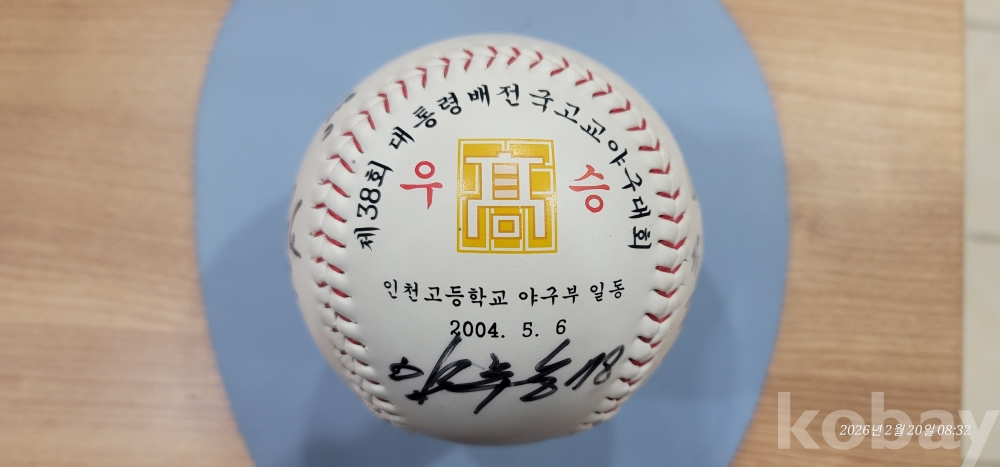 제38회 대통령배전국고교야구대회
우 高 승
인천고등학교 야구부 일동
2004. 5. 6
18
kobay
2026년 2월 20일 08:32